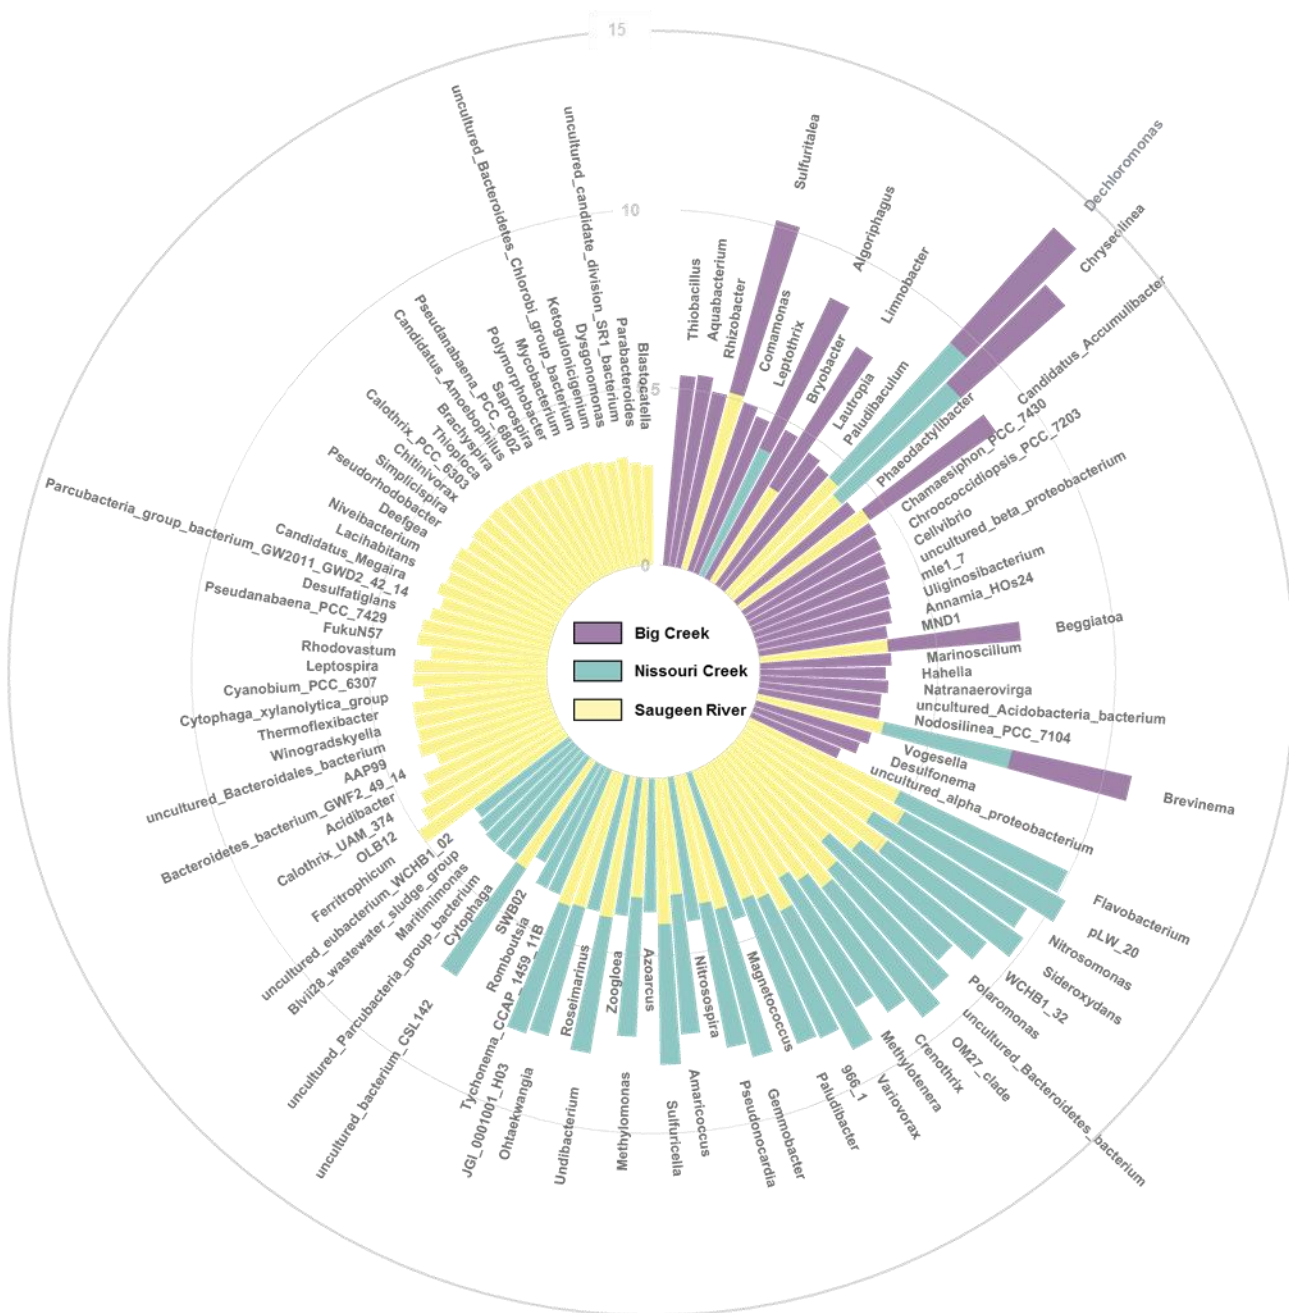 15
10
5
0
Thiobacillus
Aquabacterium
Rhizobacter
Sulfuritalea
Comamonas
Leptothrix
Algoriphagus
Bryobacter
Limnobacter
Lautropia
Paludibaculum
Dechloromonas
Chryseolinea
Phaeodactylibacter
Candidatus_Accumulibacter
Chamaesiphon_PCC_7430
Chroococcidiopsis_PCC_7203
Cellvibrio
uncultured_beta_proteobacterium
mle1_7
Uliginosibacterium
Annamia_HOs24
MND1
Beggiatoa
Marinoscillum
Hahella
Natranaerovirga
uncultured_Acidobacteria_bacterium
Nodosilinea_PCC_7104
Brevinema
Vogesella
Desulfonema
uncultured_alpha_proteobacterium
Flavobacterium
pLW_20
Nitrosomonas
Sideroxydans
WCHB1_32
Polaromonas
uncultured_Bacteroidetes_bacterium
OM27_clade
Crenothrix
Methylotenera
Variovorax
966_1
Paludibacter
Magnetococcus
Gemmobacter
Pseudonocardia
Nitrosospira
Amaricoccus
Sulfuricella
Azoarcus
Methylomonas
Zoogloea
Undibacterium
Roseimarinus
Ohtaekwangia
JGI_0001001_H03
Tychonema_CCAP_1459_11B
Romboutsia
SWB02
uncultured_bacterium_CSL142
Cytophaga
uncultured_Parcubacteria_group_bacterium
Maritimimonas
Blvii28_wastewater_sludge_group
uncultured_eubacterium_WCHB1_02
Ferritrophicum
OLB12
Calothrix_UAM_374
Acidibacter
Bacteroidetes_bacterium_GWF2_49_14
AAP99
uncultured_Bacteroidales_bacterium
Winogradskyella
Thermoflexibacter
Cytophaga_xylanolytica_group
Cyanobium_PCC_6307
Leptospira
Rhodovastum
FukuN57
Pseudanabaena_PCC_7429
Desulfatiglans
Parcubacteria_group_bacterium_GW2011_GWD2_42_14
Candidatus_Megaira
Lacihabitans
Niveibacterium
Deefgea
Pseudorhodobacter
Simplicispira
Chitinivorax
Calothrix_PCC_6303
Thioploca
Brachyspira
Candidatus_Amoebophilus
Pseudanabaena_PCC_6802
Saprospira
Polymorphobacter
Mycobacterium
uncultured_Bacteroidetes_Chlorobi_group_bacterium
Ketogulonicigenium
Dysgonomonas
uncultured_candidate_division_SR1_bacterium
Parabacteroides
Blastocatella
Big Creek
Nissouri Creek
Saugeen River